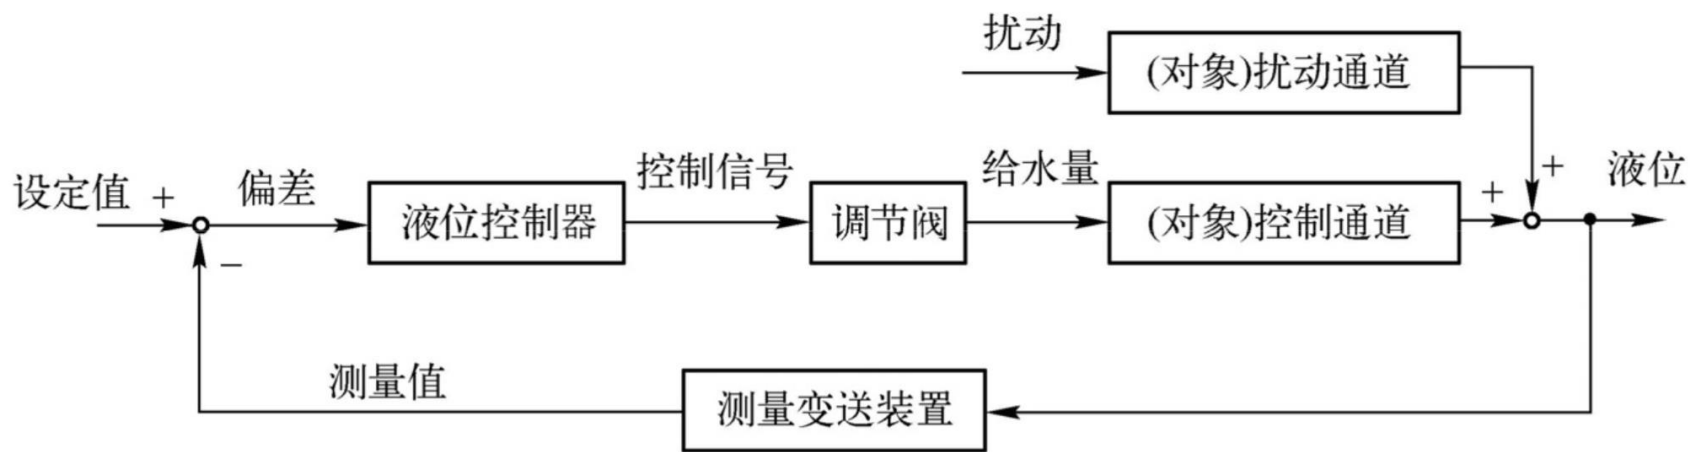 扰动
(对象)扰动通道
设定值
+
偏差
液位控制器
控制信号
调节阀
给水量
(对象)控制通道
+
+
液位
−
测量值
测量变送装置